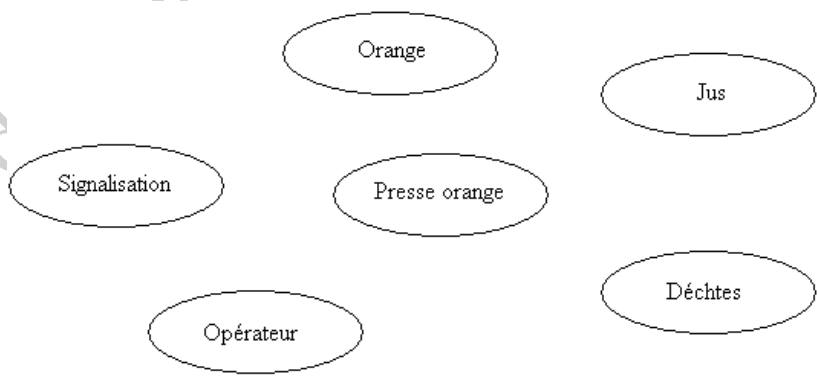 Orange
Jus
Signalisation
Presse orange
Déchtes
Opérateur